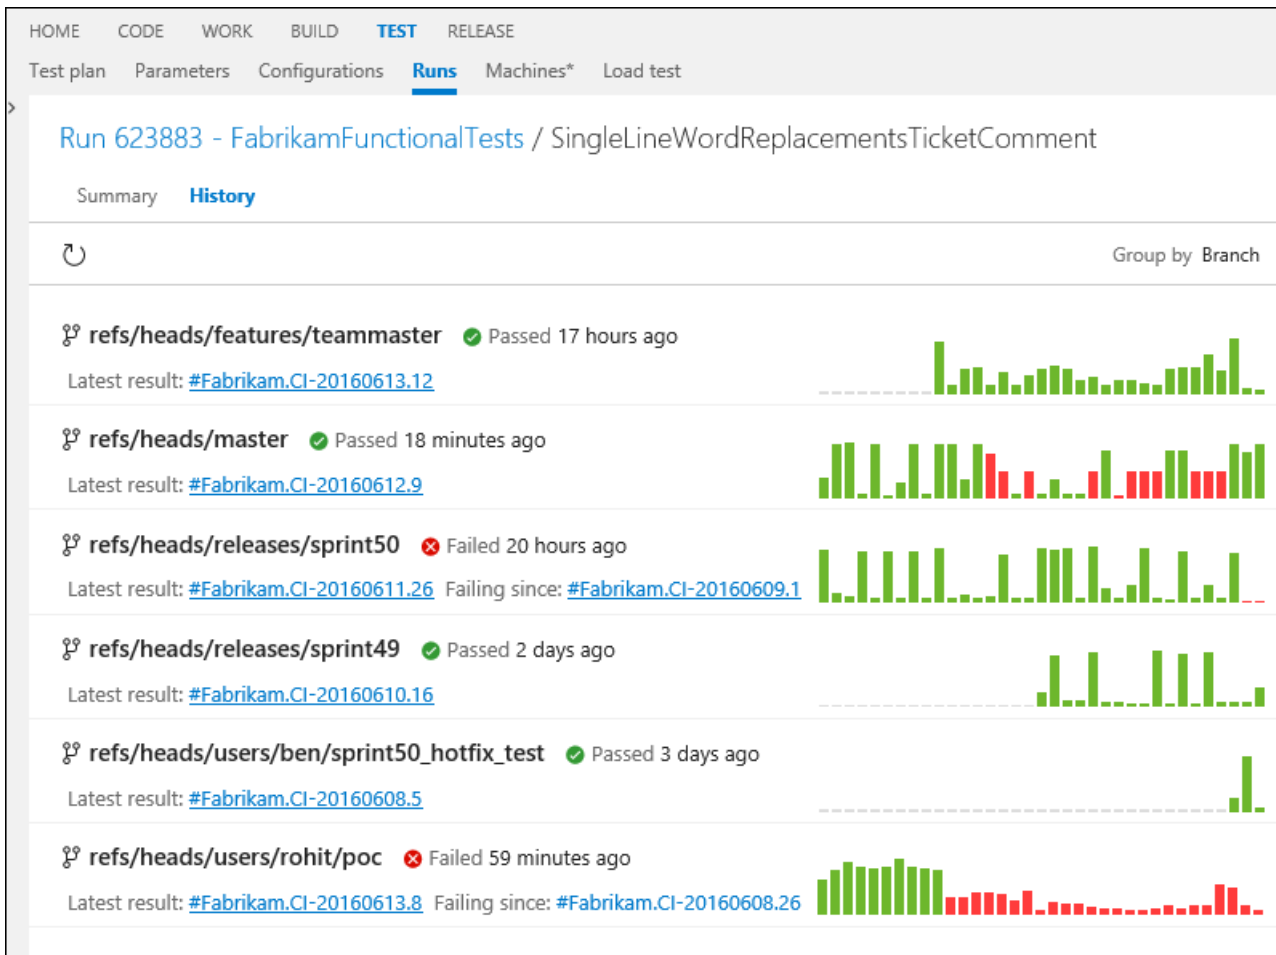 HOME CODE WORK BUILD TEST RELEASE
Test plan Parameters Configurations Runs Machines* Load test
Run 623883 - FabrikamFunctionalTests / SingleLineWordReplacementsTicketComment
Summary History
Group by Branch
refs/heads/features/teammaster Passed 17 hours ago
Latest result: #Fabrikam.CI-20160613.12
refs/heads/master Passed 18 minutes ago
Latest result: #Fabrikam.CI-20160612.9
refs/heads/releases/sprint50 Failed 20 hours ago
Latest result: #Fabrikam.CI-20160611.26 Failing since: #Fabrikam.CI-20160609.1
refs/heads/releases/sprint49 Passed 2 days ago
Latest result: #Fabrikam.CI-20160610.16
refs/heads/users/ben/sprint50_hotfix_test Passed 3 days ago
Latest result: #Fabrikam.CI-20160608.5
refs/heads/users/rohit/poc Failed 59 minutes ago
Latest result: #Fabrikam.CI-20160613.8 Failing since: #Fabrikam.CI-20160608.26